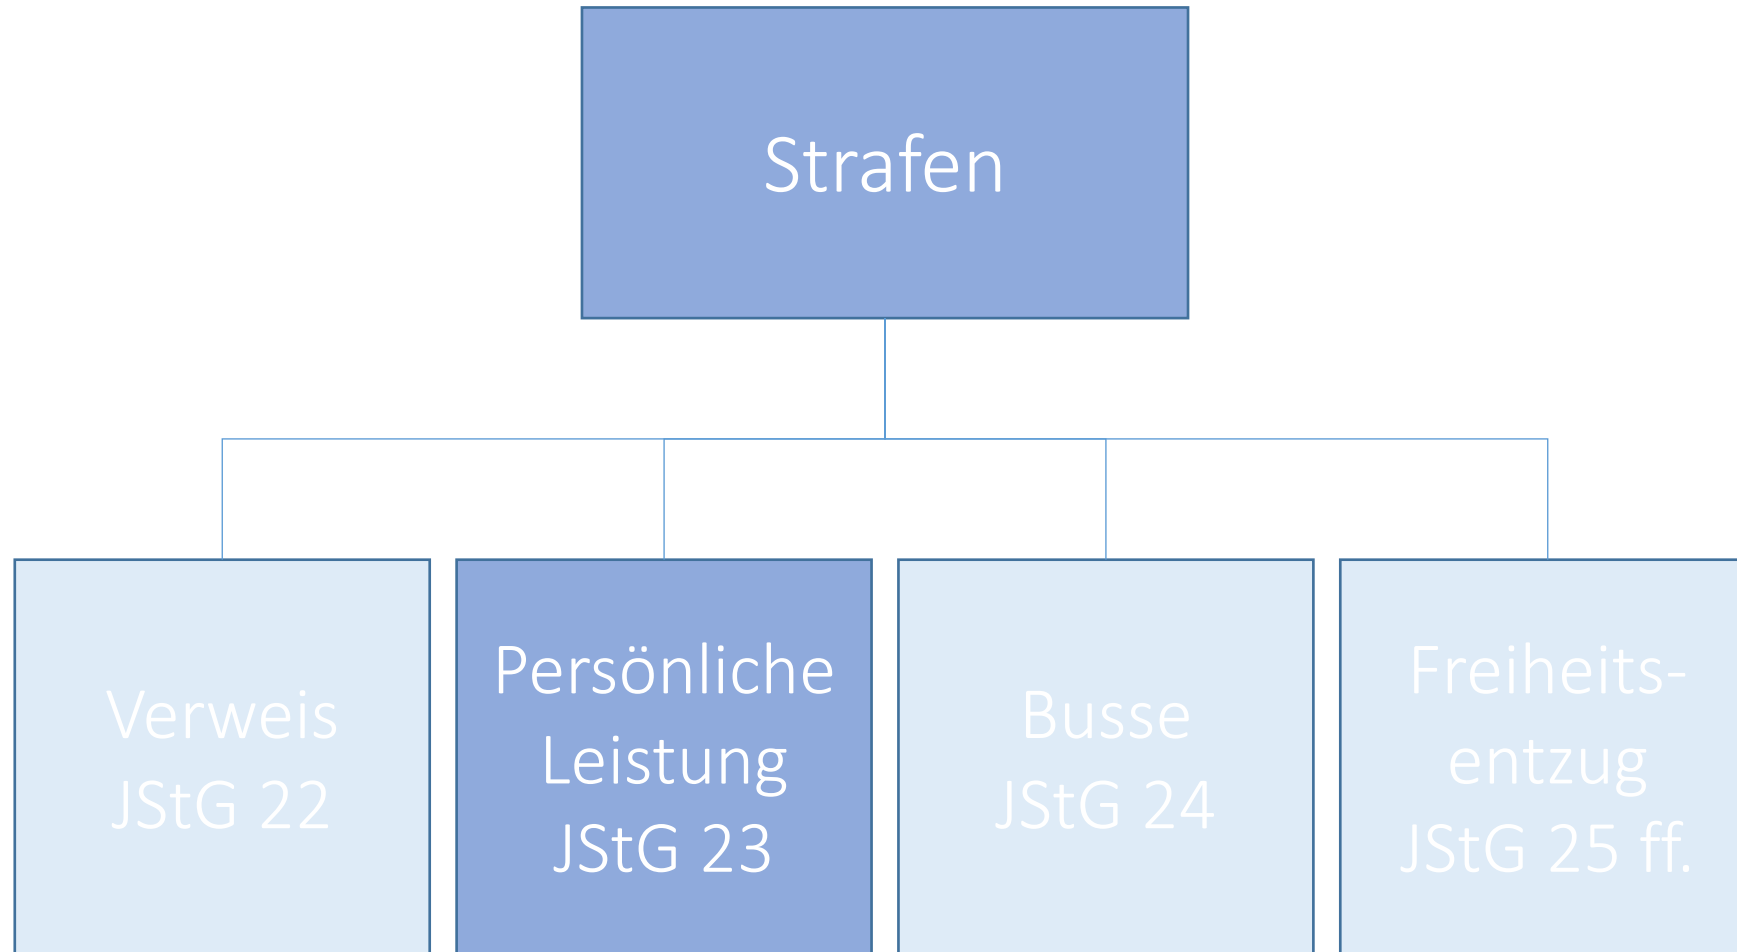 Strafen
Verweis
JStG 22
Persönliche
Leistung
JStG 23
Busse
JStG 24
Freiheits-
entzug
JStG 25 ff.